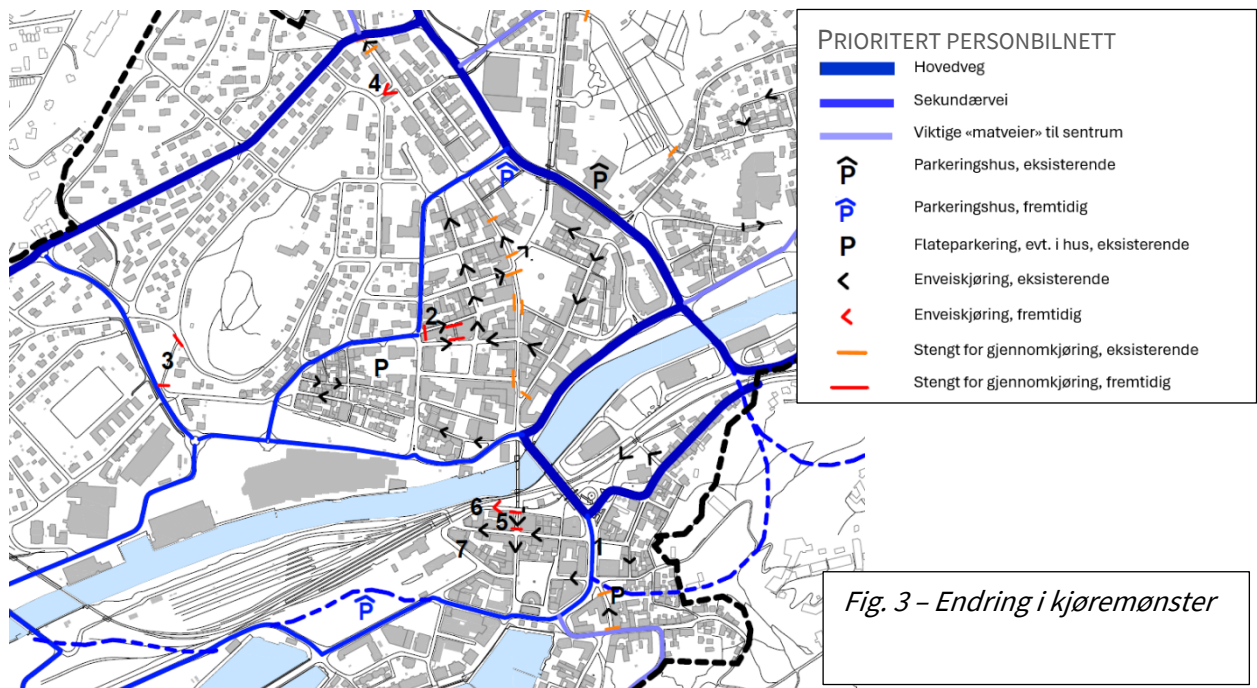 PRIORITERT PERSONBILNETT
Hovedveg
Sekundærvei
Viktige «matveier» til sentrum
P
Parkeringshus, eksisterende
P
Parkeringshus, fremtidig
P
Flateparkering, evt. i hus, eksisterende
Enveiskjøring, eksisterende
Enveiskjøring, fremtidig
Stengt for gjennomkjøring, eksisterende
Stengt for gjennomkjøring, fremtidig
4
P
P
2
3
P
6
5
7
1
P
P
Fig. 3 – Endring i kjøremønster